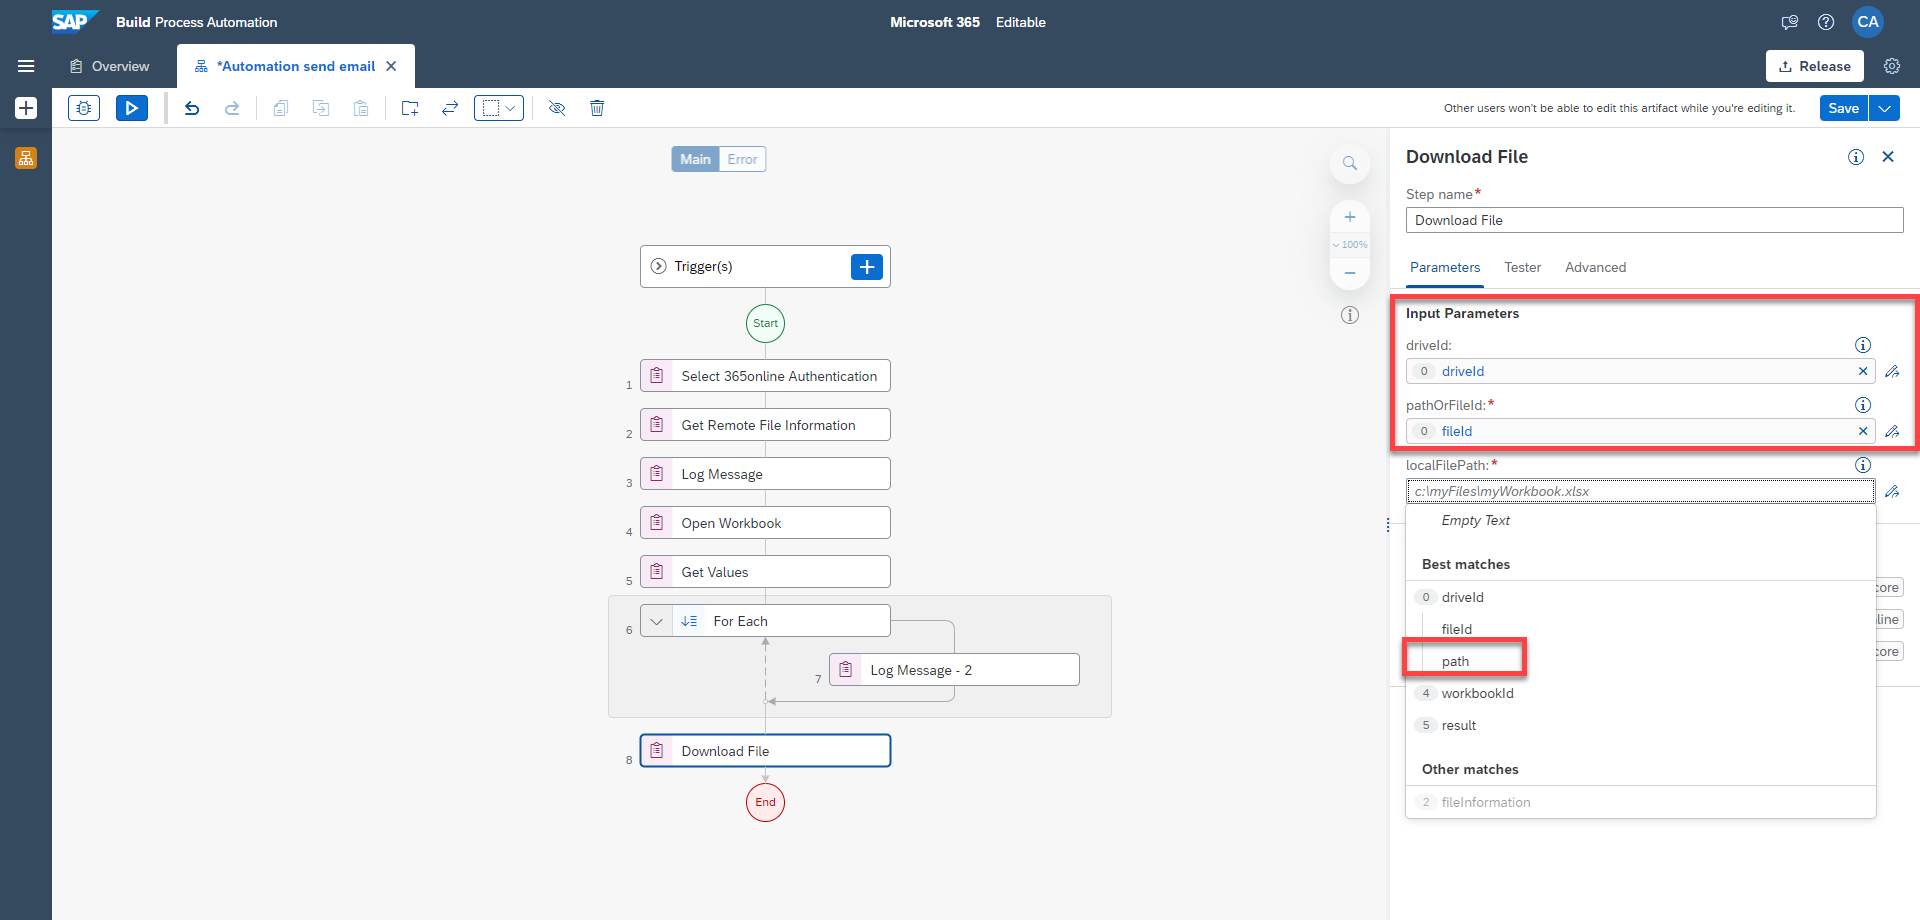 SAP Build Process Automation
Microsoft 365 Editable
CA
Overview
*Automation send email
Release
Other users won't be able to edit this artifact while you're editing it.
Save
Main Error
100%
Trigger(s)
Start
1 Select 365online Authentication
2 Get Remote File Information
3 Log Message
4 Open Workbook
5 Get Values
6 For Each
7 Log Message - 2
8 Download File
End
Download File
Step name*
Download File
Parameters Tester Advanced
Input Parameters
driveId:
0 driveId
pathOrFileId:*
0 fileId
localFilePath:*
c:\myFiles\myWorkbook.xlsx
Empty Text
Best matches
0 driveId
fileId
path
4 workbookId
5 result
Other matches
2 fileInformation
core
line
core